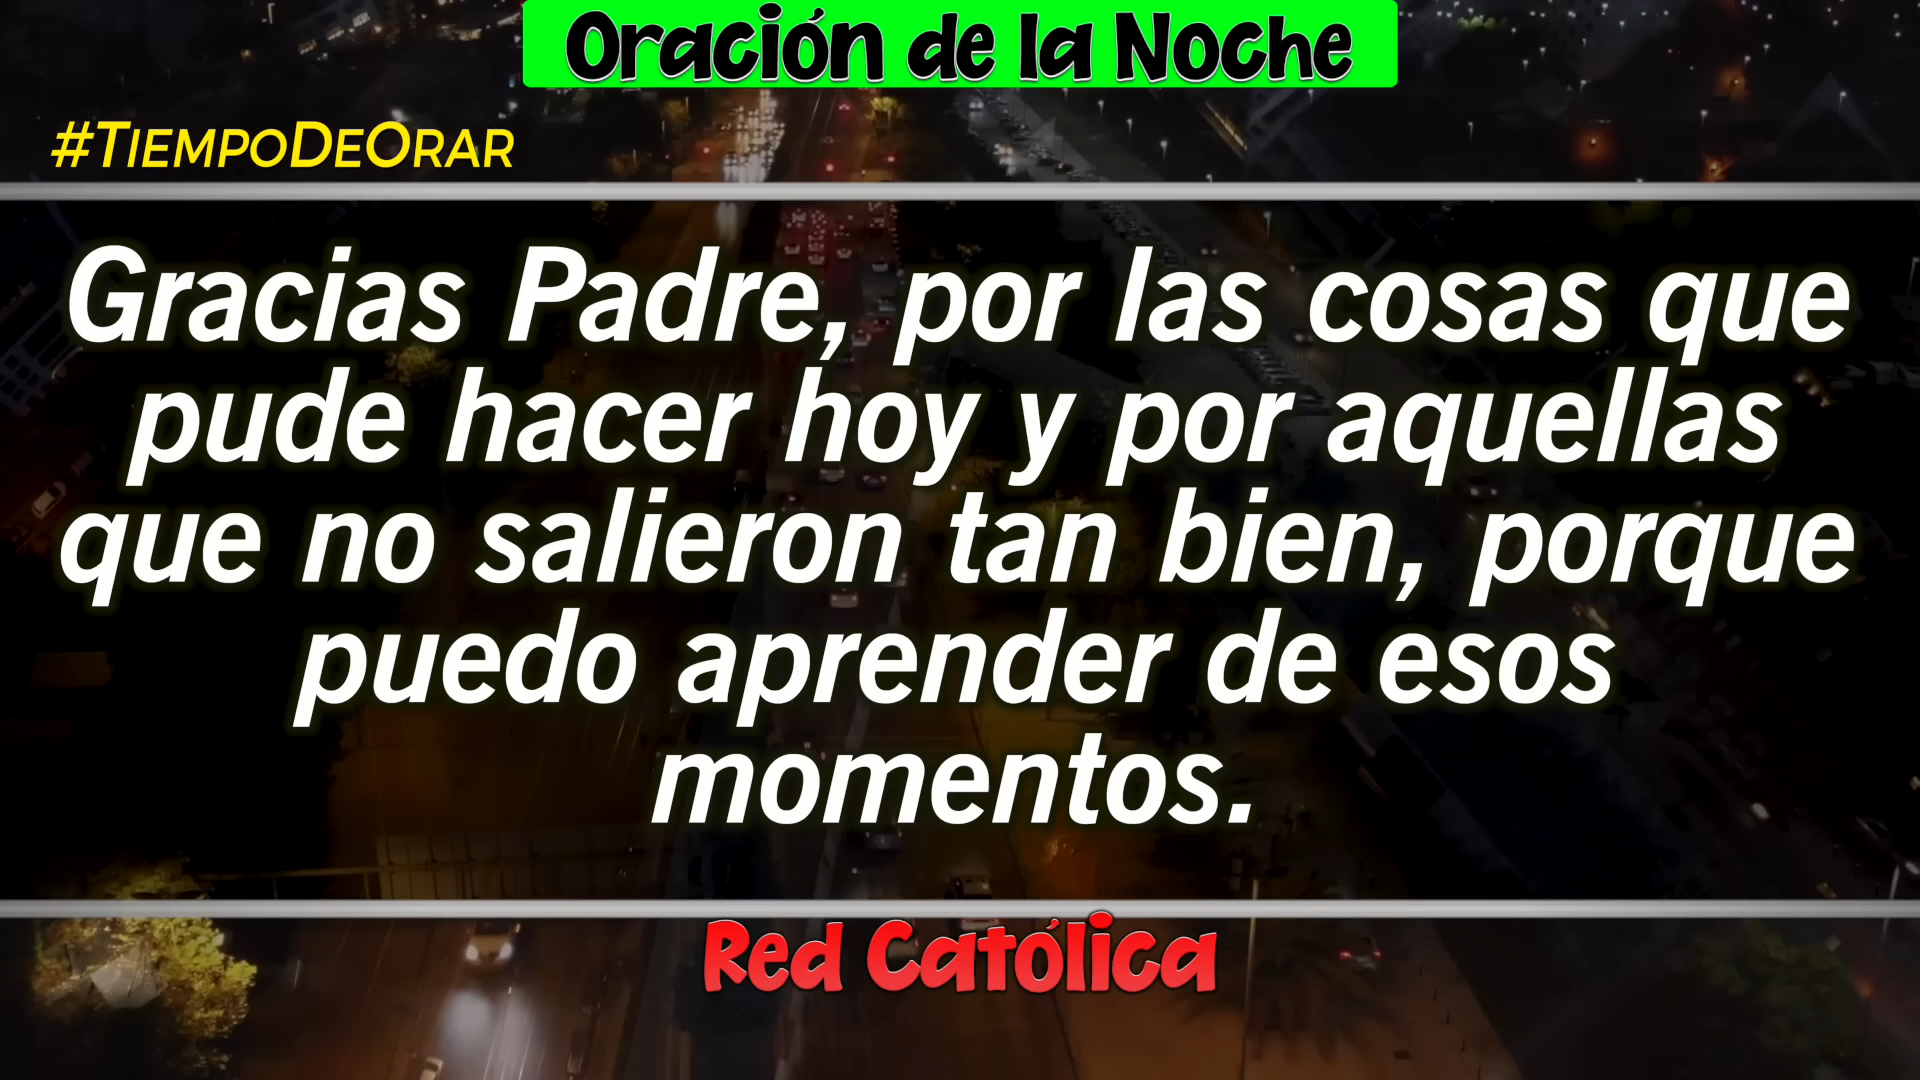 Oración de la Noche
#TiempoDeOrar
Gracias Padre, por las cosas que
pude hacer hoy y por aquellas
que no salieron tan bien, porque
puedo aprender de esos
momentos.
Red Católica